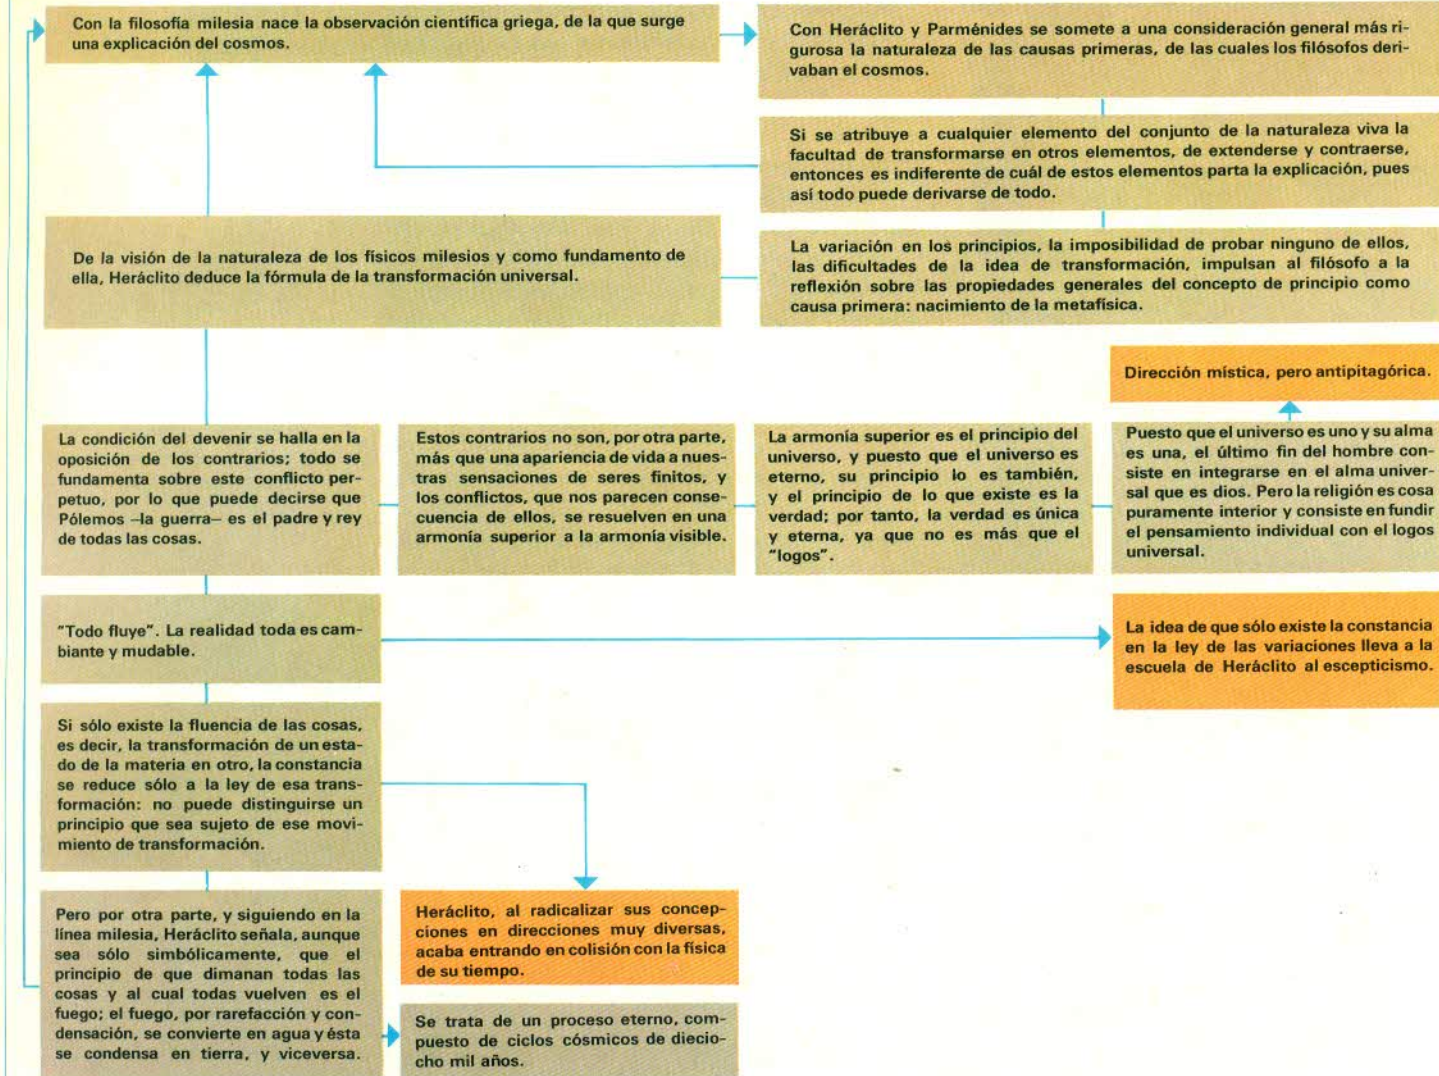 Con la filosofía milesia nace la observación científica griega, de la que surge
una explicación del cosmos.
Con Heráclito y Parménides se somete a una consideración general más ri-
gurosa la naturaleza de las causas primeras, de las cuales los filósofos deri-
vaban el cosmos.
Si se atribuye a cualquier elemento del conjunto de la naturaleza viva la
facultad de transformarse en otros elementos, de extenderse y contraerse,
entonces es indiferente de cuál de estos elementos parta la explicación, pues
así todo puede derivarse de todo.
De la visión de la naturaleza de los físicos milesios y como fundamento de
ella, Heráclito deduce la fórmula de la transformación universal.
La variación en los principios, la imposibilidad de probar ninguno de ellos,
las dificultades de la idea de transformación, impulsan al filósofo a la
reflexión sobre las propiedades generales del concepto de principio como
causa primera: nacimiento de la metafísica.
Dirección mística, pero antipitagórica.
La condición del devenir se halla en la
oposición de los contrarios; todo se
fundamenta sobre este conflicto per-
petuo, por lo que puede decirse que
Pólemos —la guerra— es el padre y rey
de todas las cosas.
Estos contrarios no son, por otra parte,
más que una apariencia de vida a nues-
tras sensaciones de seres finitos, y
los conflictos, que nos parecen conse-
cuencia de ellos, se resuelven en una
armonía superior a la armonía visible.
La armonía superior es el principio del
universo, y puesto que el universo es
eterno, su principio lo es también,
y el principio de lo que existe es la
verdad; por tanto, la verdad es única
y eterna, ya que no es más que el
"logos".
Puesto que el universo es uno y su alma
es una, el último fin del hombre con-
siste en integrarse en el alma univer-
sal que es dios. Pero la religión es cosa
puramente interior y consiste en fundir
el pensamiento individual con el logos
universal.
"Todo fluye". La realidad toda es cam-
biante y mudable.
La idea de que sólo existe la constancia
en la ley de las variaciones lleva a la
escuela de Heráclito al escepticismo.
Si sólo existe la fluencia de las cosas,
es decir, la transformación de un esta-
do de la materia en otro, la constancia
se reduce sólo a la ley de esa trans-
formación: no puede distinguirse un
principio que sea sujeto de ese movi-
miento de transformación.
Pero por otra parte, y siguiendo en la
línea milesia, Heráclito señala, aunque
sea sólo simbólicamente, que el
principio de que dimanan todas las
cosas y al cual todas vuelven es el
fuego; el fuego, por rarefacción y con-
densación, se convierte en agua y ésta
se condensa en tierra, y viceversa.
Heráclito, al radicalizar sus concep-
ciones en direcciones muy diversas,
acaba entrando en colisión con la física
de su tiempo.
Se trata de un proceso eterno, com-
puesto de ciclos cósmicos de diecio-
cho mil años.